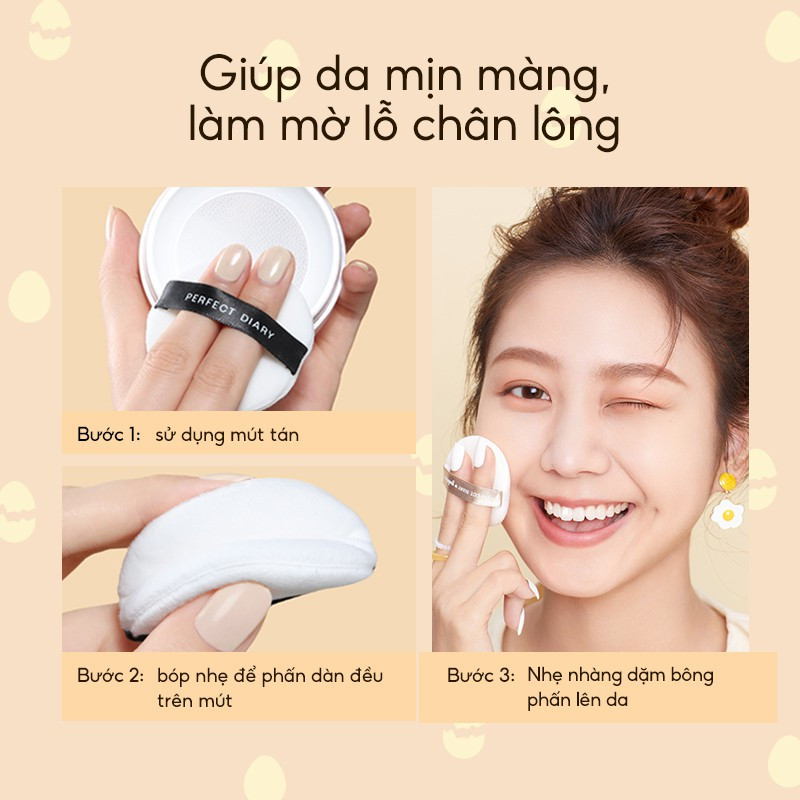 Giúp da mịn màng,
làm mờ lỗ chân lông
PERFECT DIARY
Bước 1: sử dụng mút tán
Bước 2: bóp nhẹ để phấn dàn đều
trên mút
Bước 3: Nhẹ nhàng dặm bông
phấn lên da